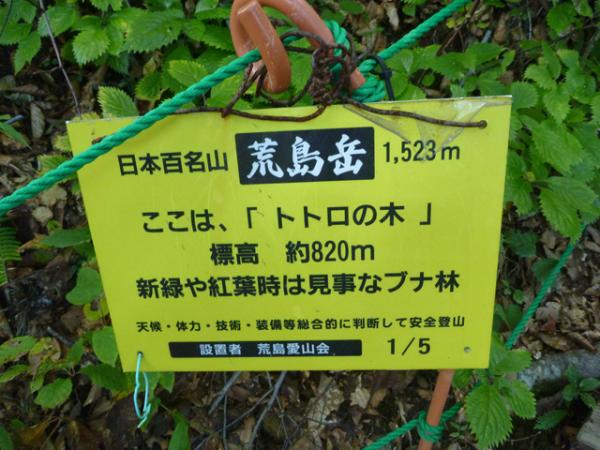 日本百名山 荒島岳 1,523m
ここは、「トトロの木」
標高 約820m
新緑や紅葉時は見事なブナ林
天候・体力・技術・装備等総合的に判断して安全登山
設置者 荒島愛山会 1/5